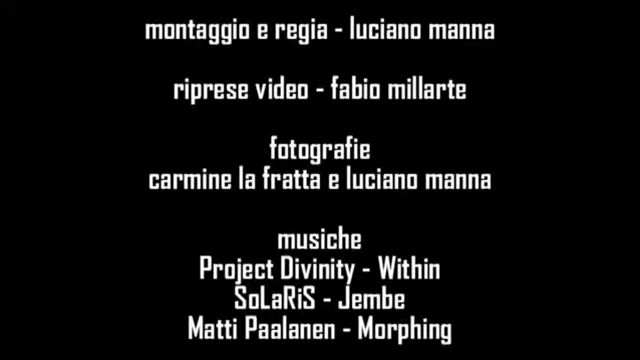 montaggio e regia - luciano manna
riprese video - fabio millarte
fotografie
carmine la fratta e luciano manna
musiche
Project Divinity - Within
SoLaRiS - Jembe
Matti Paalanen - Morphing